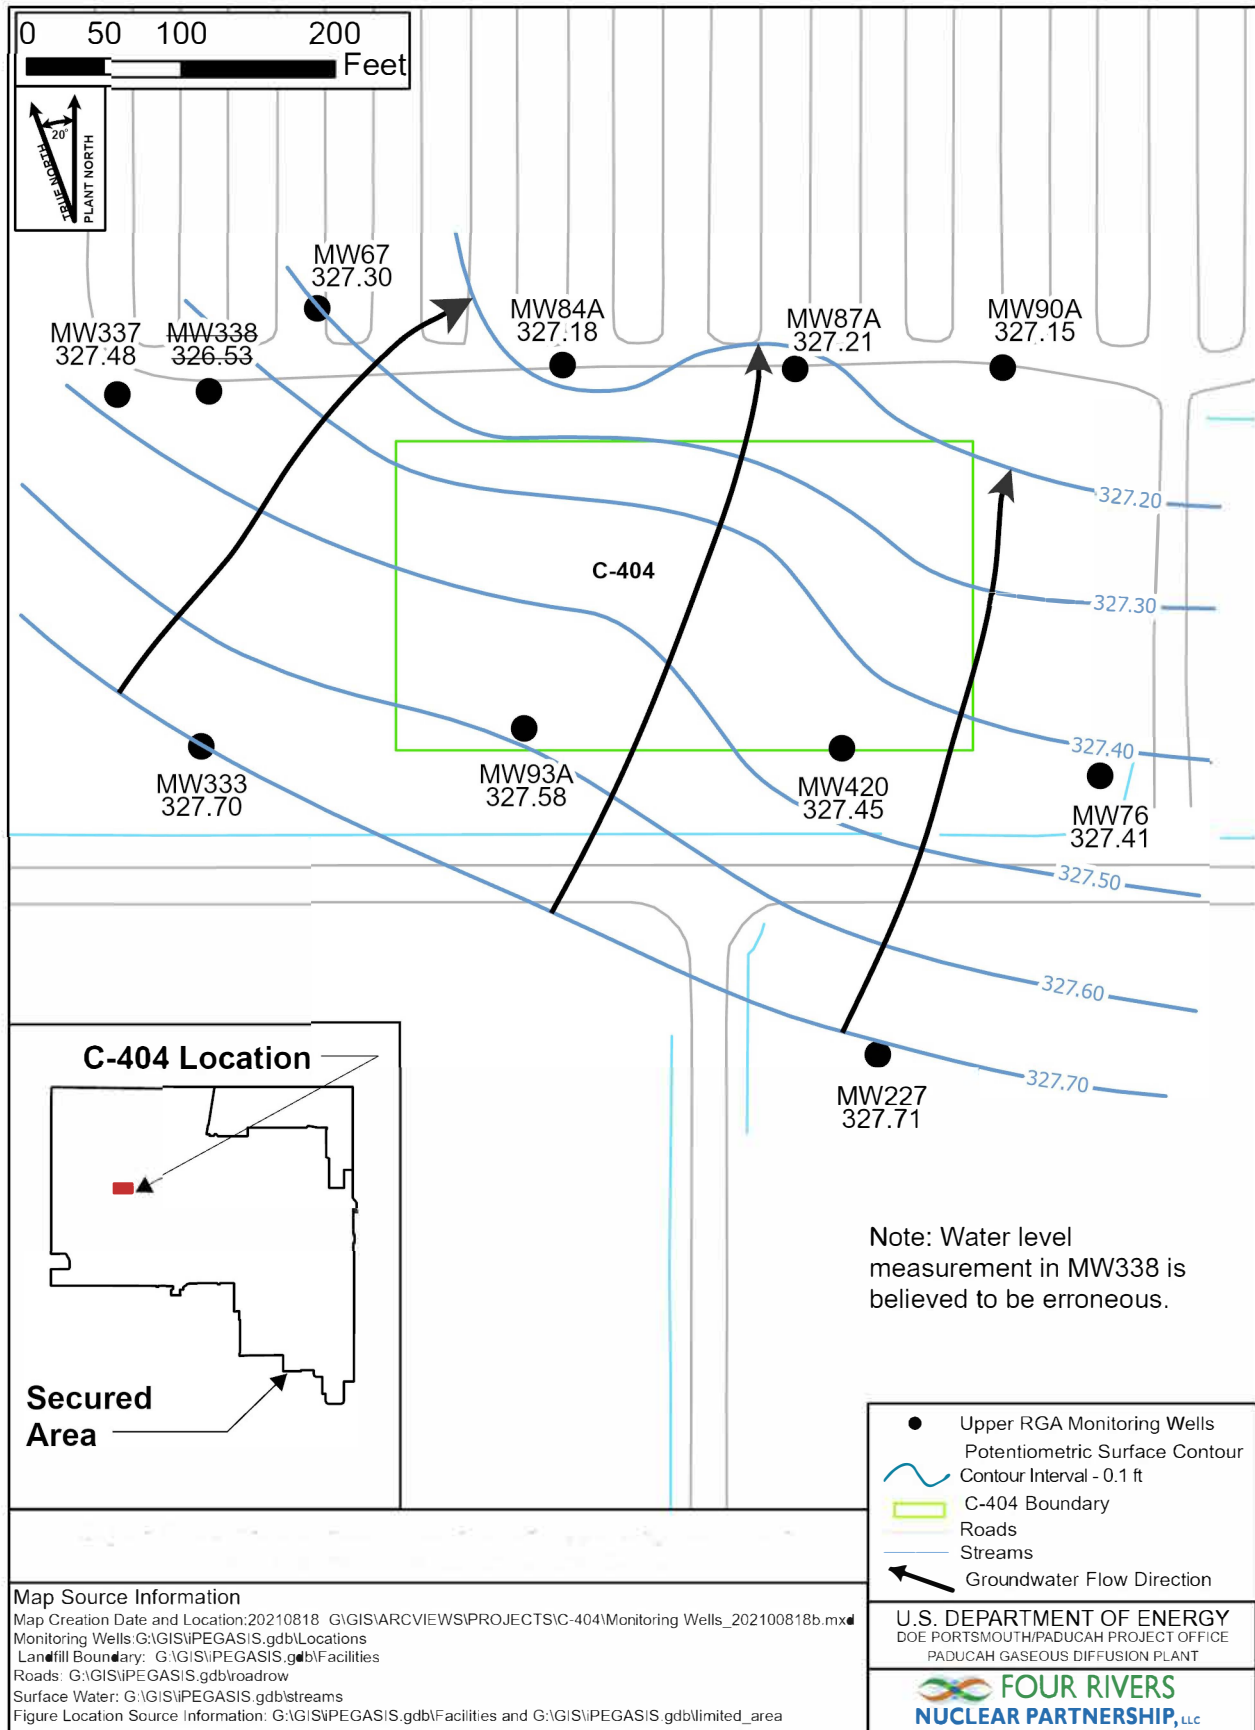 0 50 100 200
Feet
20°
TRUE NORTH
PLANT NORTH
MW67
327.30
MW337
327.48
MW338
326.53
MW84A
327.18
MW87A
327.21
MW90A
327.15
327.20
327.30
C-404
327.40
MW333
327.70
MW93A
327.58
MW420
327.45
MW76
327.41
327.50
327.60
327.70
MW227
327.71
C-404 Location
Secured
Area
Note: Water level
measurement in MW338 is
believed to be erroneous.
Upper RGA Monitoring Wells
Potentiometric Surface Contour
Contour Interval - 0.1 ft
C-404 Boundary
Roads
Streams
Groundwater Flow Direction
Map Source Information
Map Creation Date and Location:20210818 G\GIS\ARCVIEWS\PROJECTS\C-404\Monitoring Wells_202100818b.mxd
Monitoring Wells:G:\GIS\iPEGASIS.gdb\Locations
Landfill Boundary: G:\GIS\iPEGASIS.gdb\Facilities
Roads: G:\GIS\iPEGASIS.gdb\roadrow
Surface Water: G:\GIS\iPEGASIS.gdb\streams
Figure Location Source Information: G:\GIS\iPEGASIS.gdb\Facilities and G:\GIS\iPEGASIS.gdb\limited_area
U.S. DEPARTMENT OF ENERGY
DOE PORTSMOUTH/PADUCAH PROJECT OFFICE
PADUCAH GASEOUS DIFFUSION PLANT
FOUR RIVERS
NUCLEAR PARTNERSHIP, LLC